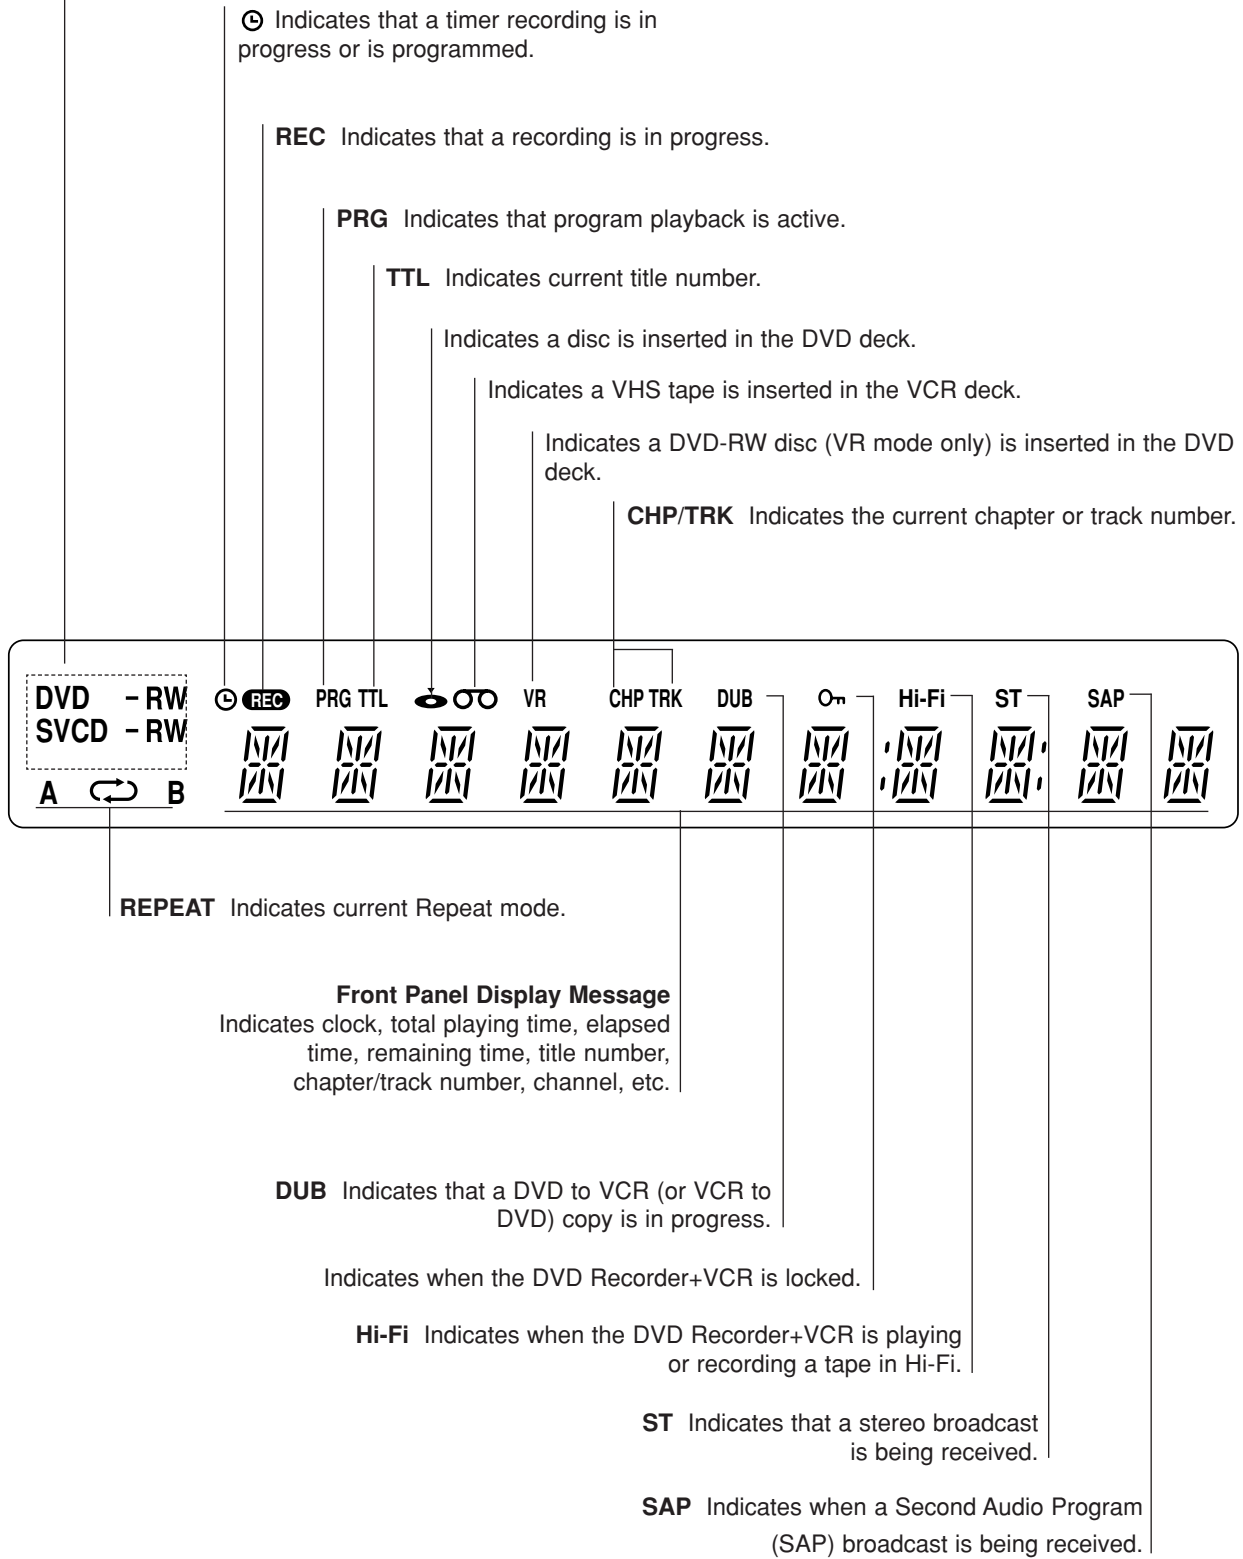 Indicates that a timer recording is in
progress or is programmed.
REC Indicates that a recording is in progress.
PRG Indicates that program playback is active.
TTL Indicates current title number.
Indicates a disc is inserted in the DVD deck.
Indicates a VHS tape is inserted in the VCR deck.
Indicates a DVD-RW disc (VR mode only) is inserted in the DVD
deck.
CHP/TRK Indicates the current chapter or track number.
DVD -RW REC PRG TTL VR CHP TRK DUB Hi-Fi ST SAP
SVCD -RW
A B
REPEAT Indicates current Repeat mode.
Front Panel Display Message
Indicates clock, total playing time, elapsed
time, remaining time, title number,
chapter/track number, channel, etc.
DUB Indicates that a DVD to VCR (or VCR to
DVD) copy is in progress.
Indicates when the DVD Recorder+VCR is locked.
Hi-Fi Indicates when the DVD Recorder+VCR is playing
or recording a tape in Hi-Fi.
ST Indicates that a stereo broadcast
is being received.
SAP Indicates when a Second Audio Program
(SAP) broadcast is being received.